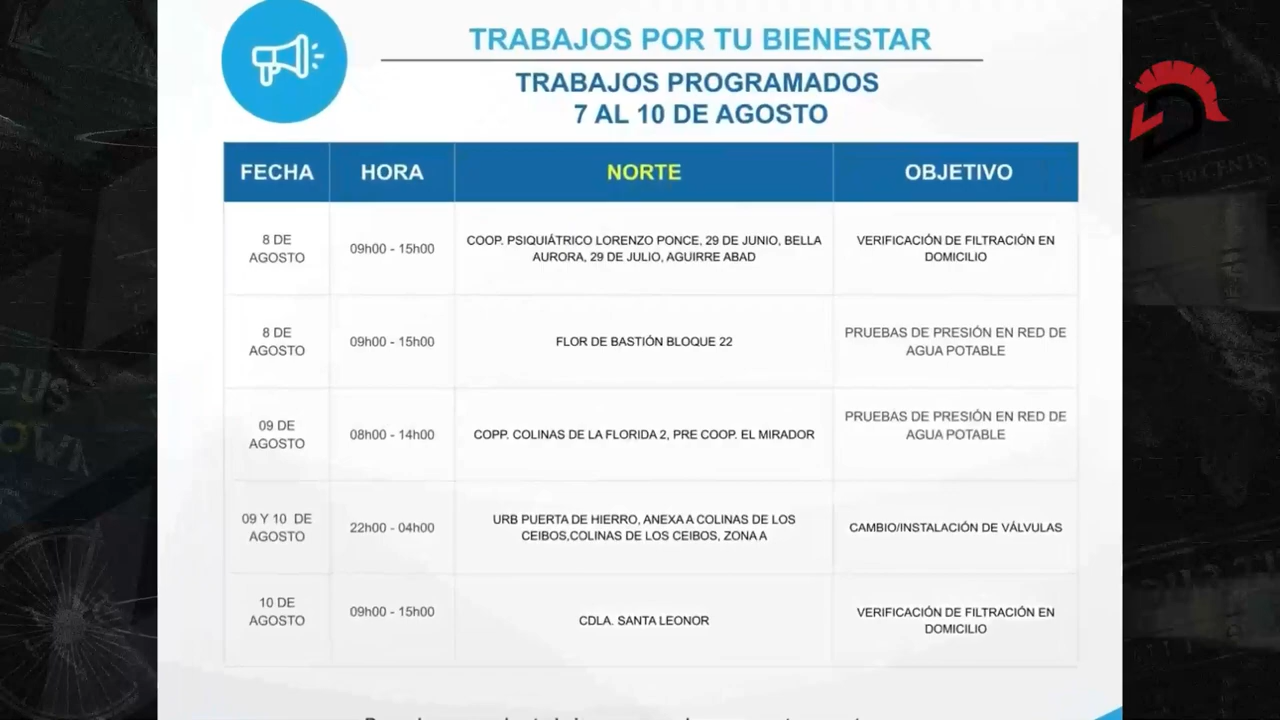 TRABAJOS POR TU BIENESTAR
TRABAJOS PROGRAMADOS
7 AL 10 DE AGOSTO
FECHA HORA NORTE OBJETIVO
8 DE
AGOSTO
09h00 - 15h00
COOP. PSIQUIÁTRICO LORENZO PONCE, 29 DE JUNIO, BELLA
AURORA, 29 DE JULIO, AGUIRRE ABAD
VERIFICACIÓN DE FILTRACIÓN EN
DOMICILIO
8 DE
AGOSTO
09h00 - 15h00
FLOR DE BASTIÓN BLOQUE 22
PRUEBAS DE PRESIÓN EN RED DE
AGUA POTABLE
09 DE
AGOSTO
08h00 - 14h00
COPP. COLINAS DE LA FLORIDA 2, PRE COOP. EL MIRADOR
PRUEBAS DE PRESIÓN EN RED DE
AGUA POTABLE
09 Y 10 DE
AGOSTO
22h00 - 04h00
URB PUERTA DE HIERRO, ANEXA A COLINAS DE LOS
CEIBOS,COLINAS DE LOS CEIBOS, ZONA A
CAMBIO/INSTALACIÓN DE VÁLVULAS
10 DE
AGOSTO
09h00 - 15h00
CDLA. SANTA LEONOR
VERIFICACIÓN DE FILTRACIÓN EN
DOMICILIO